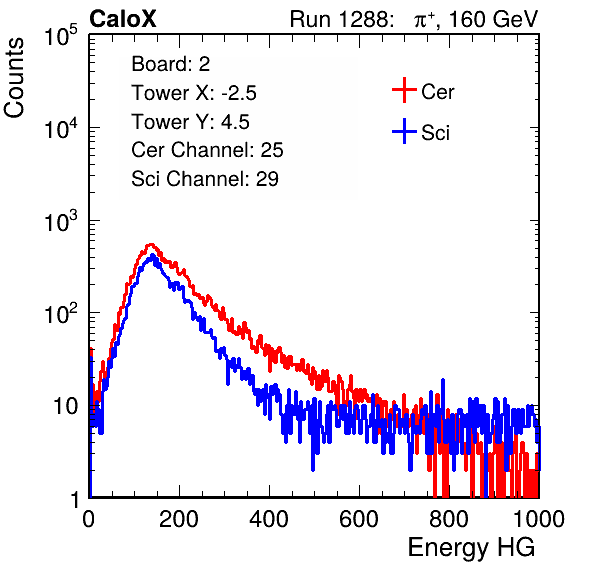 CaloX Run 1288: π⁺, 160 GeV
Counts
Board: 2
Tower X: -2.5
Tower Y: 4.5
Cer Channel: 25
Sci Channel: 29
Cer
Sci
10⁵
10⁴
10³
10²
10
1
0 200 400 600 800 1000
Energy HG